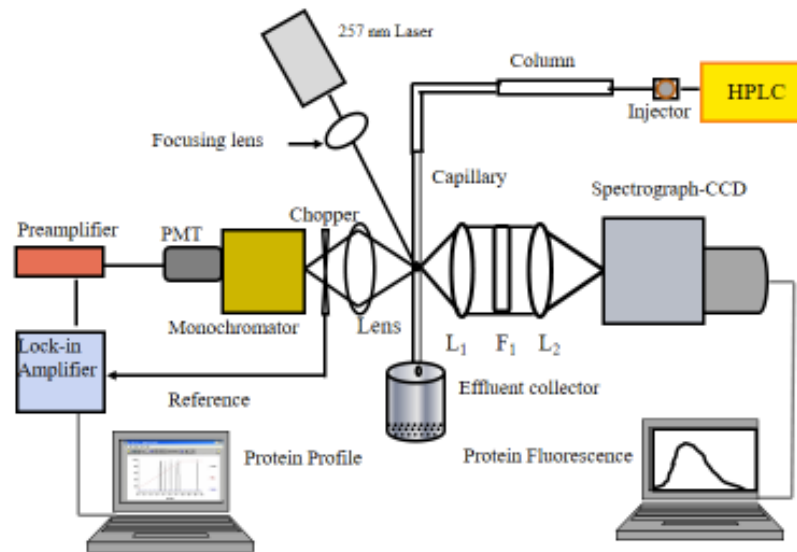 257 nm Laser
Column
HPLC
Injector
Focusing lens
Capillary
Spectrograph-CCD
Chopper
Preamplifier
PMT
Monochromator
Lens
L₁
F₁
L₂
Lock-in
Amplifier
Reference
Effluent collector
Protein Profile
Protein Fluorescence